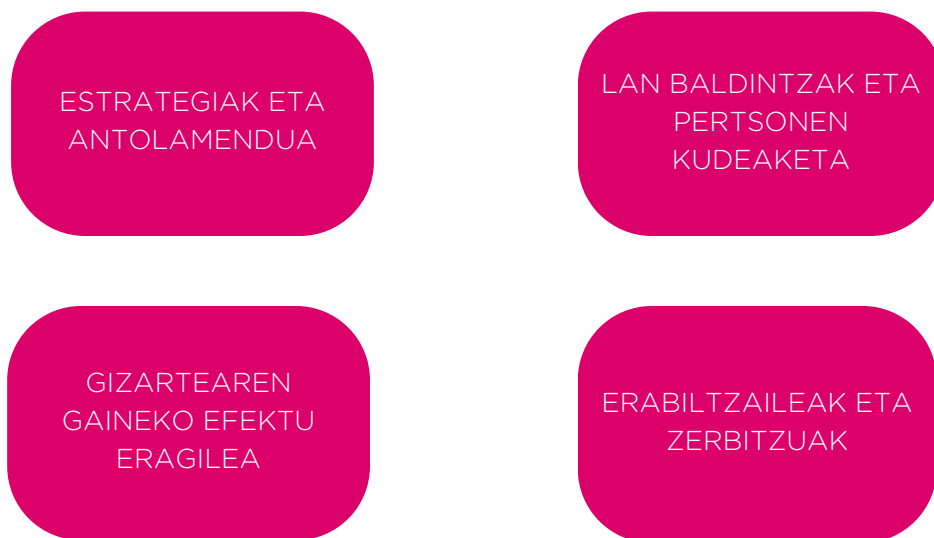 ESTRATEGIAK ETA
ANTOLAMENDUA
LAN BALDINTZAK ETA
PERTSONEN
KUDEAKETA
GIZARTEAREN
GAINEKO EFEKTU
ERAGILEA
ERABILTZAILEAK ETA
ZERBITZUAK